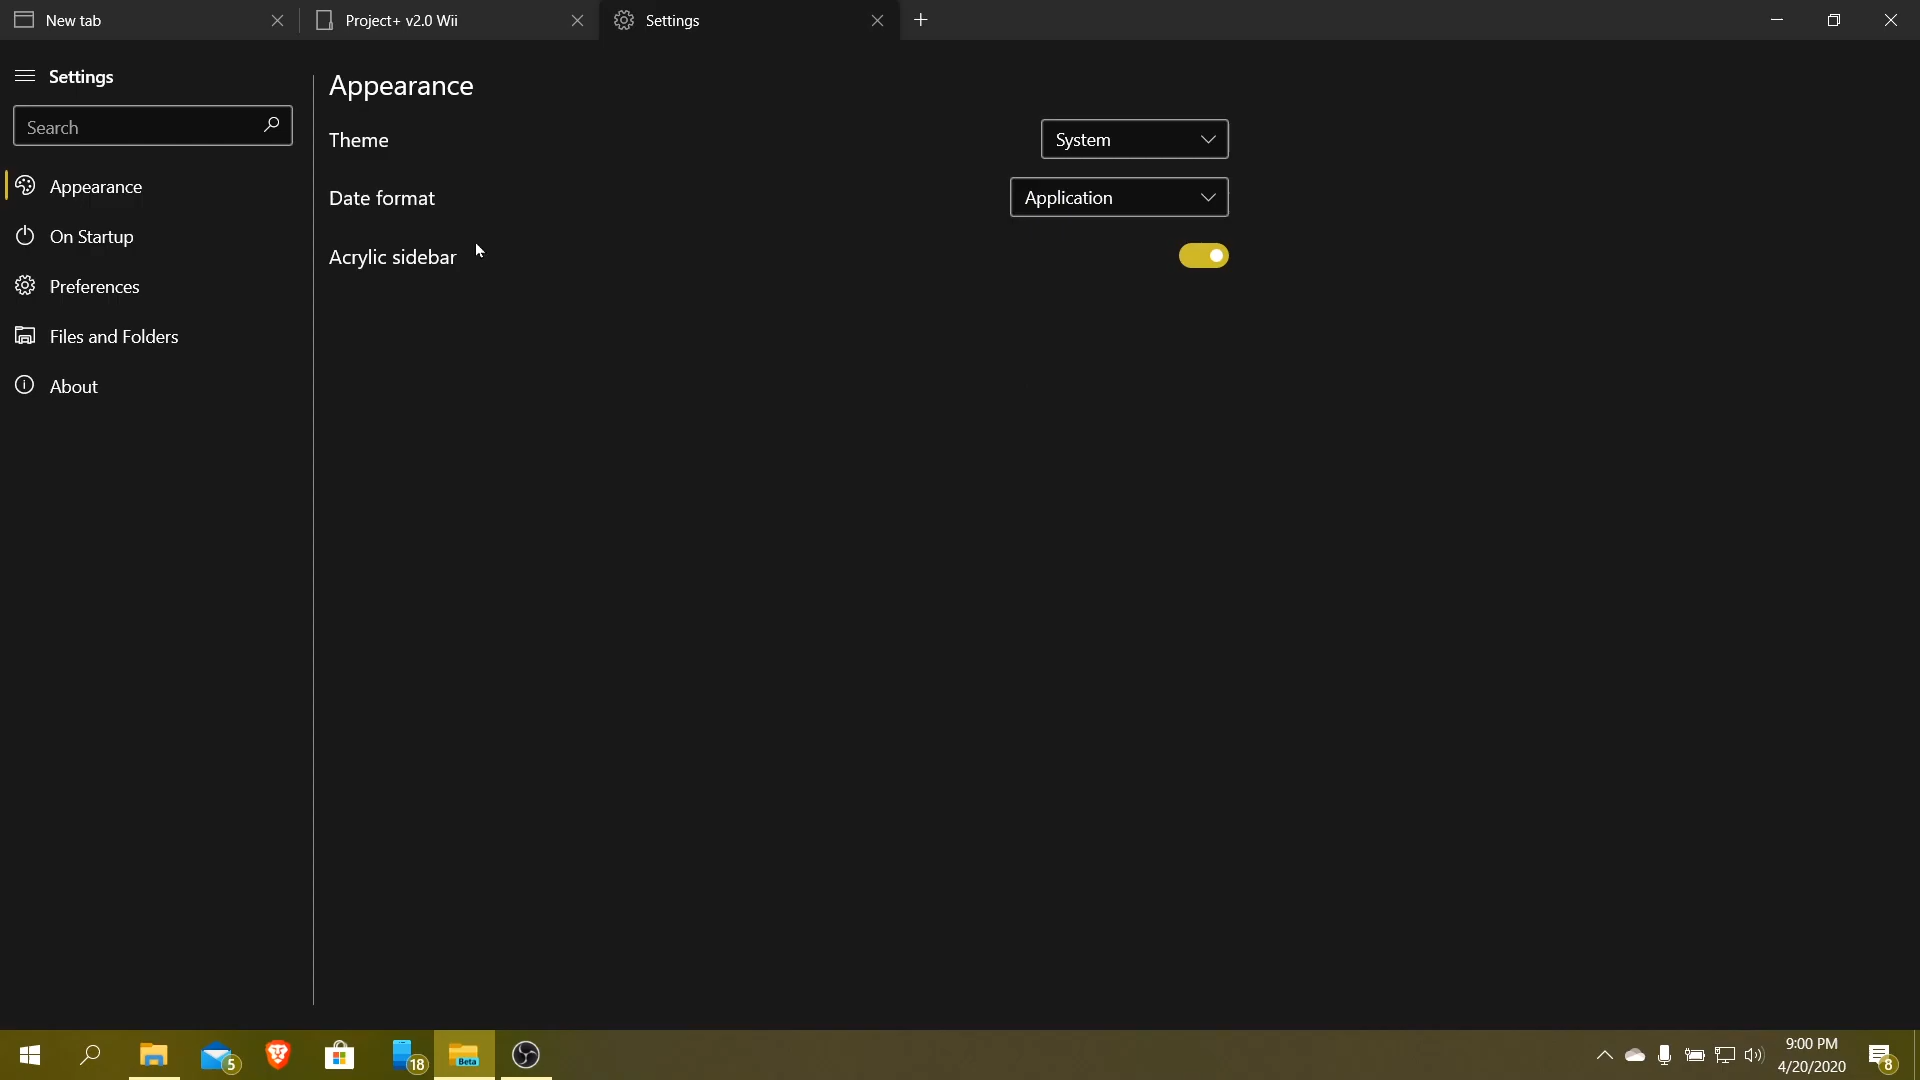 New tab
Project+ v2.0 Wii
Settings
Settings
Search
Appearance
On Startup
Preferences
Files and Folders
About
Appearance
Theme
System
Date format
Application
Acrylic sidebar
5
18
Beta
9:00 PM
4/20/2020
8